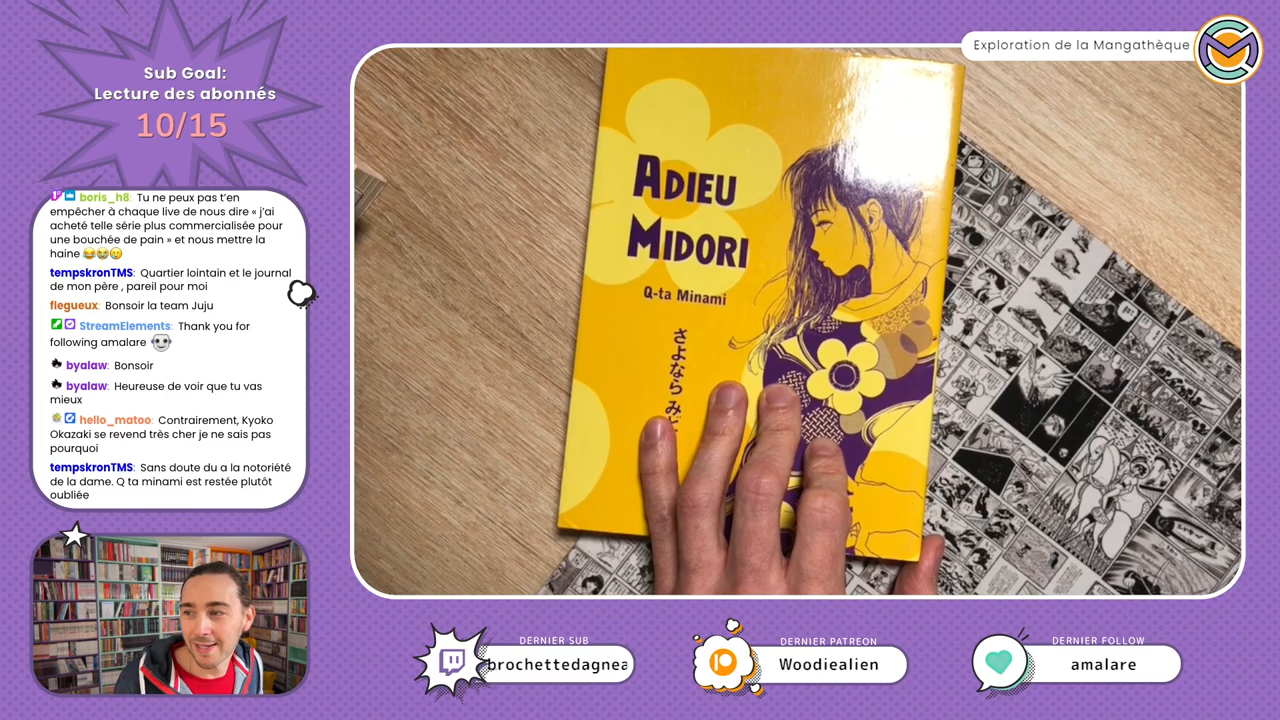 Sub Goal:
Lecture des abonnés
10/15
boris_h8: Tu ne peux pas t'en
empêcher à chaque live de nous dire « j'ai
acheté telle série plus commercialisée pour
une bouchée de pain » et nous mettre la
haine 😂😭🥲
tempskronTMS: Quartier lointain et le journal
de mon père , pareil pour moi
flegueux: Bonsoir la team Juju
StreamElements: Thank you for
following amalare
byalaw: Bonsoir
byalaw: Heureuse de voir que tu vas
mieux
hello_matoo: Contrairement, Kyoko
Okazaki se revend très cher je ne sais pas
pourquoi
tempskronTMS: Sans doute du a la notoriété
de la dame. Q ta minami est restée plutôt
oubliée
Exploration de la Mangathèque
ADIEU
MIDORI
Q-ta Minami
さよなら み
DERNIER SUB
brochettedagnea
DERNIER PATREON
Woodiealien
DERNIER FOLLOW
amalare